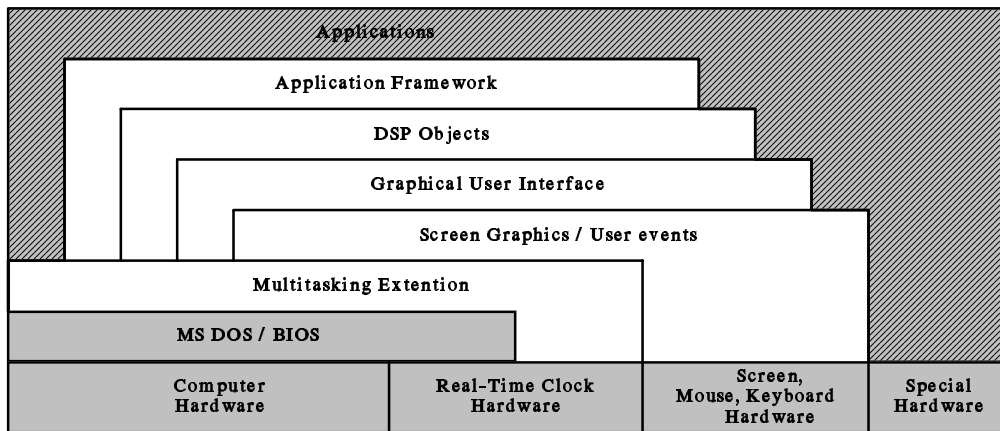 Applications
Application Framework
DSP Objects
Graphical User Interface
Screen Graphics / User events
Multitasking Extention
MS DOS / BIOS
Computer
Hardware
Real-Time Clock
Hardware
Screen,
Mouse, Keyboard
Hardware
Special
Hardware